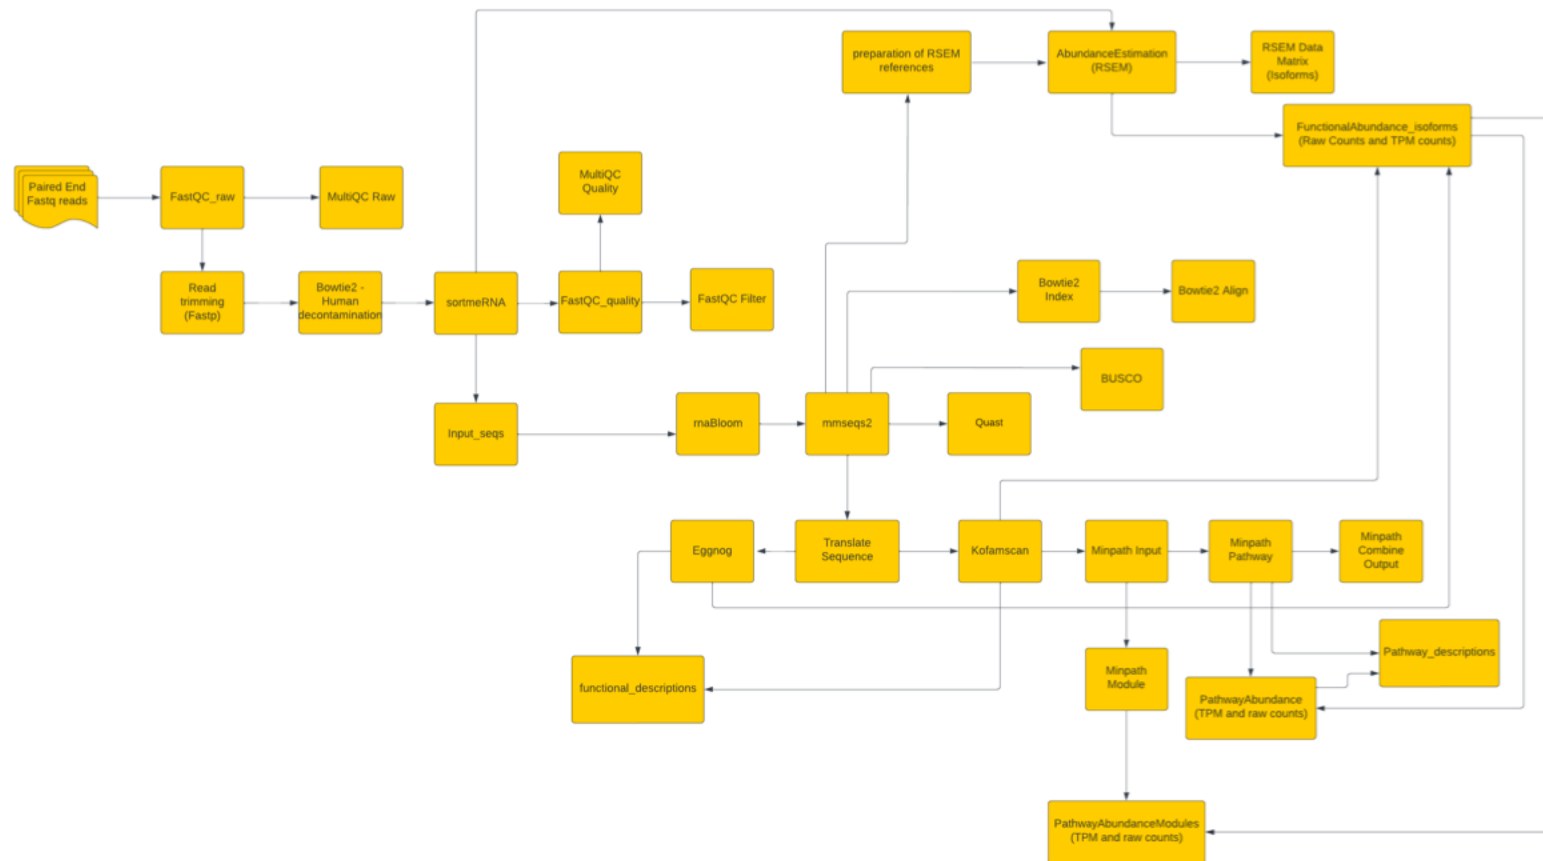 preparation of RSEM
references
AbundanceEstimation
(RSEM)
RSEM Data
Matrix
(Isoforms)
FunctionalAbundance_isoforms
(Raw Counts and TPM counts)
Paired End
Fastq reads
FastQC_raw
MultiQC Raw
MultiQC
Quality
Read
trimming
(Fastp)
Bowtie2 -
Human
decontamination
sortmeRNA
FastQC_quality
FastQC Filter
Bowtie2
Index
Bowtie2 Align
BUSCO
Input_seqs
rnaBloom
mmseqs2
Quast
Eggnog
Translate
Sequence
Kofamscan
Minpath Input
Minpath
Pathway
Minpath
Combine
Output
functional_descriptions
Minpath
Module
Pathway_descriptions
PathwayAbundance
(TPM and raw counts)
PathwayAbundanceModules
(TPM and raw counts)